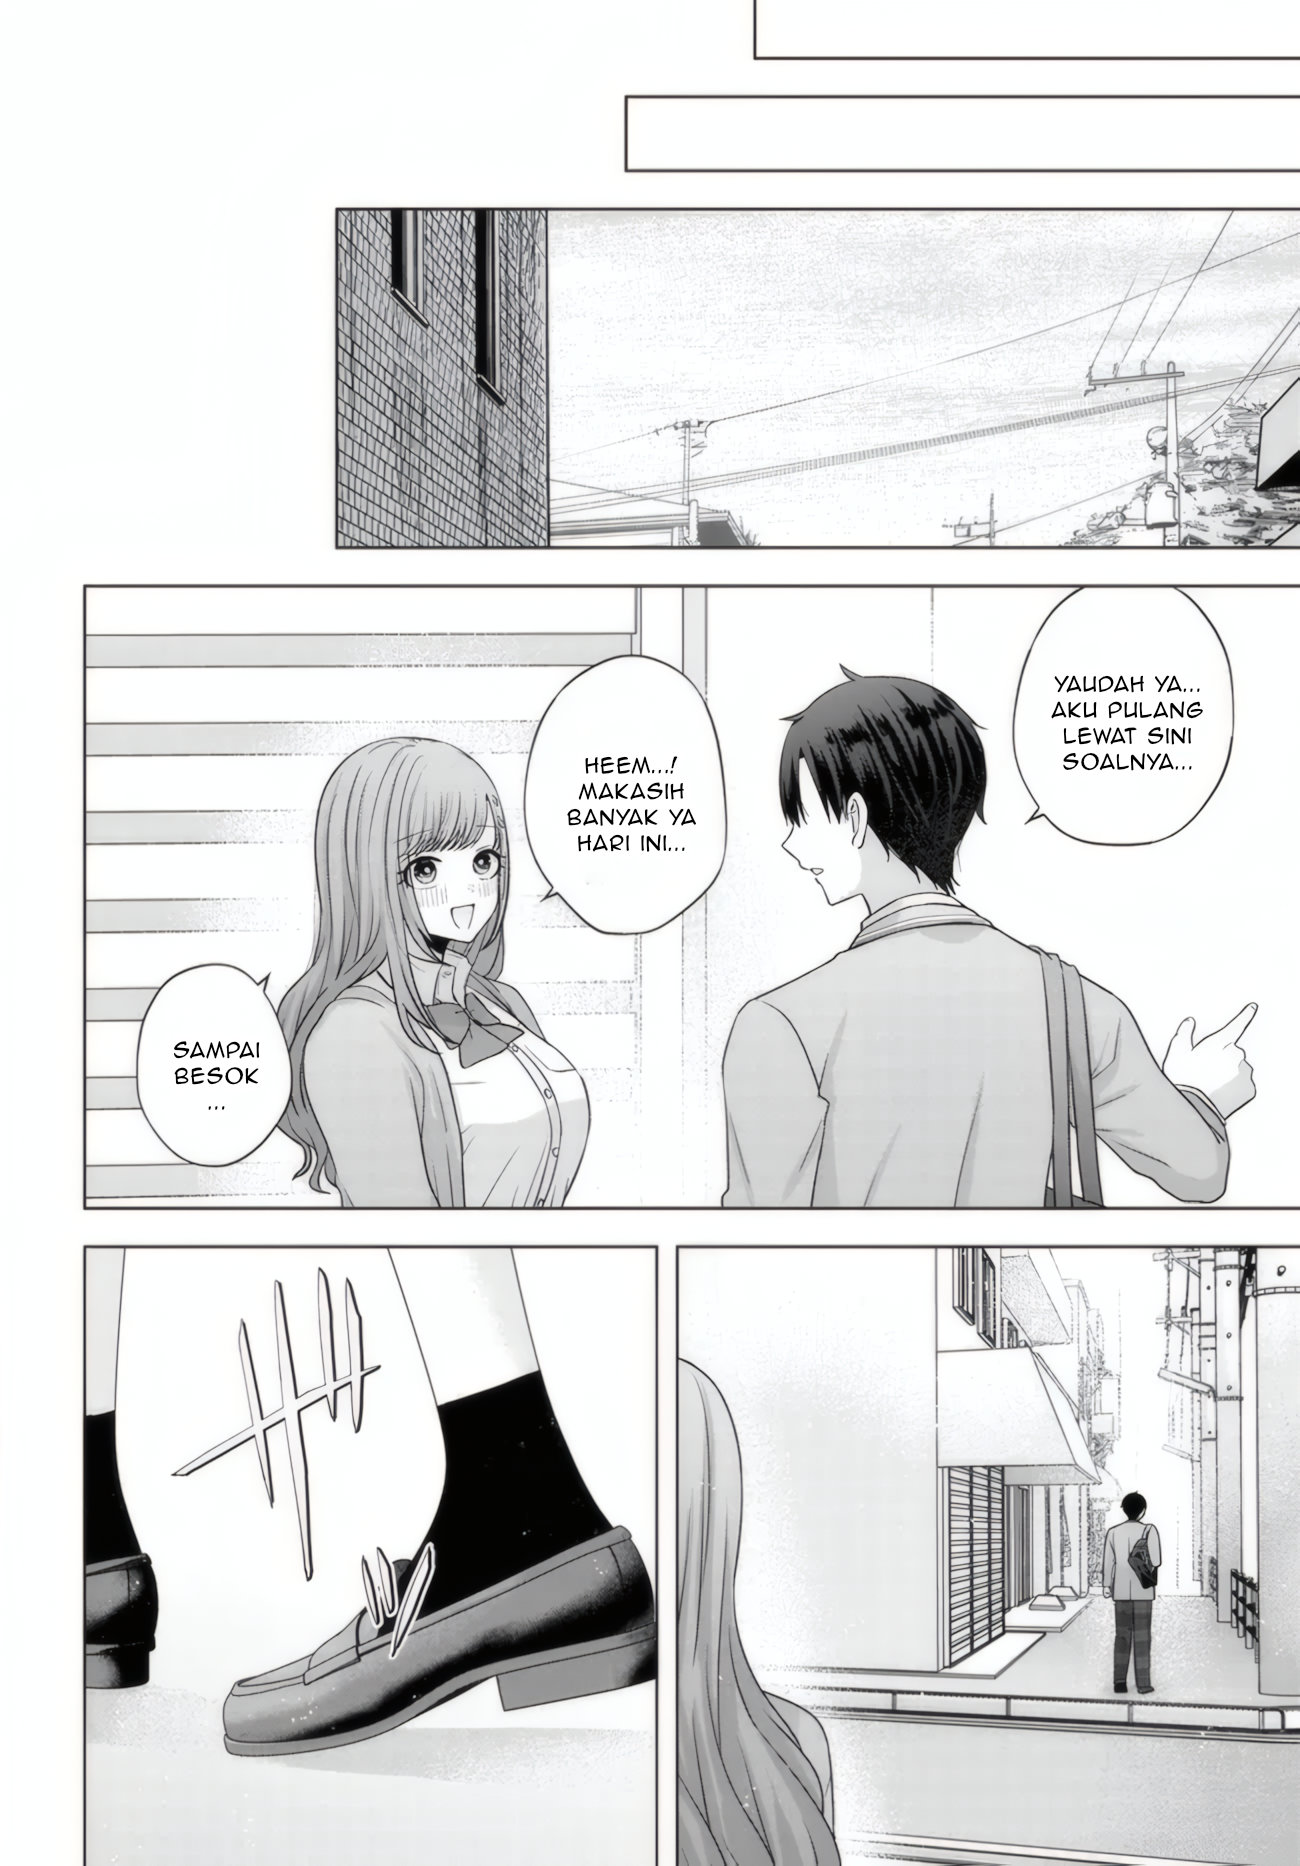 YAUDAH YA...
AKU PULANG
LEWAT SINI
SOALNYA...
HEEM...!
MAKASIH
BANYAK YA
HARI INI...
SAMPAI
BESOK
...